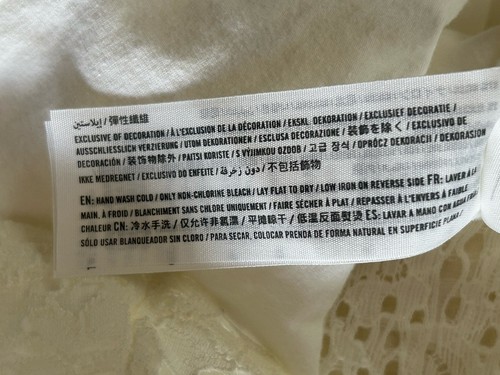 إيلاستين / 彈性纖維
EXCLUSIVE OF DECORATION / À L'EXCLUSION DE LA DÉCORATION / EKSKL. DEKORATION / EXCLUSIEF DECORATIE /
AUSSCHLIESSLICH VERZIERUNG / UTOM DEKORATIONEN / ESCLUSA DECORAZIONE / 装飾を除く / EXCLUSIVO DE
DECORACIÓN / 装饰物除外 / PAITSI KORISTE / S VÝJIMKOU OZDOB / 고급 장식 / OPRÓCZ DEKORACJI / DEKORASJON
IKKE MEDREGNET / EXCLUSIVO DO ENFEITE / دون زخرفة / 不包括飾物
EN: HAND WASH COLD / ONLY NON-CHLORINE BLEACH / LAY FLAT TO DRY / LOW IRON ON REVERSE SIDE FR: LAVER À LA
MAIN, À FROID / BLANCHIMENT SANS CHLORE UNIQUEMENT / FAIRE SÉCHER À PLAT / REPASSER À L'ENVERS À FAIBLE
CHALEUR CN: 冷水手洗 / 仅允许非氯漂 / 平摊晾干 / 低温反面熨烫 ES: LAVAR A MANO CON AGUA
SÓLO USAR BLANQUEADOR SIN CLORO / PARA SECAR, COLOCAR PRENDA DE FORMA NATURAL EN SUPERFICIE PLANA /